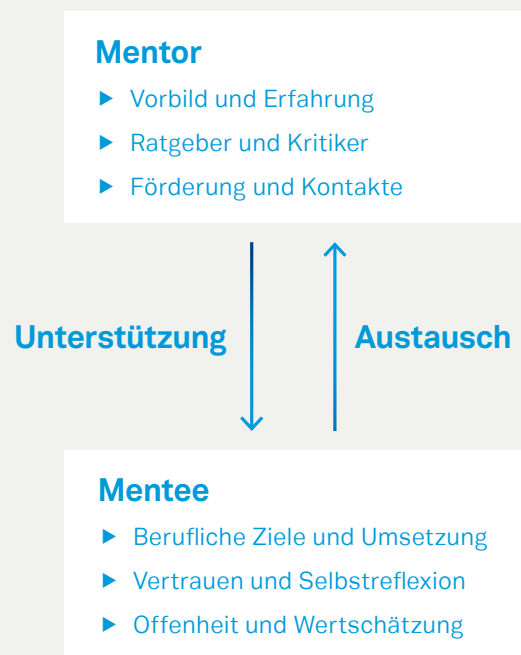 Mentor
Vorbild und Erfahrung
Ratgeber und Kritiker
Förderung und Kontakte
Unterstützung
Austausch
Mentee
Berufliche Ziele und Umsetzung
Vertrauen und Selbstreflexion
Offenheit und Wertschätzung